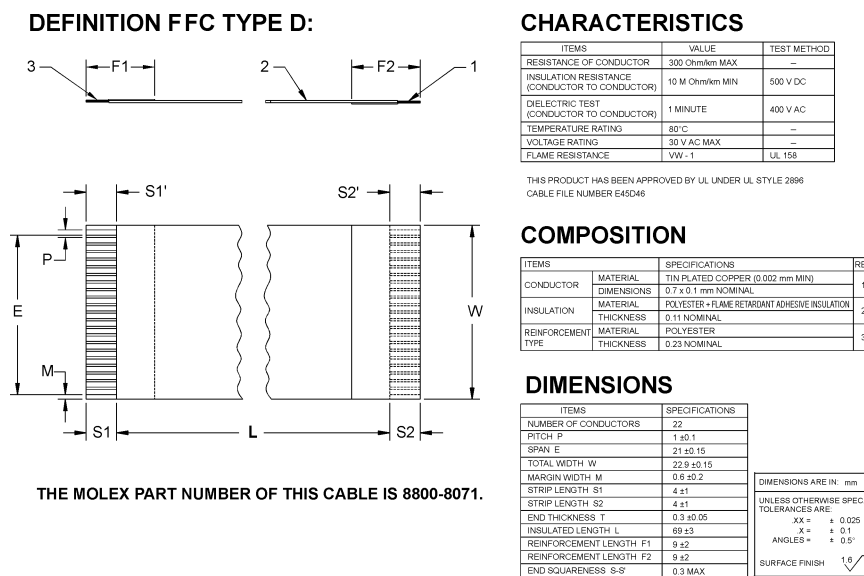 DEFINITION FFC TYPE D:
3
F1
2
F2
1
S1'
S2'
P
E
W
M
S1
L
S2
THE MOLEX PART NUMBER OF THIS CABLE IS 8800-8071.
CHARACTERISTICS
ITEMS VALUE TEST METHOD
RESISTANCE OF CONDUCTOR 300 Ohm/km MAX –
INSULATION RESISTANCE
(CONDUCTOR TO CONDUCTOR) 10 M Ohm/km MIN 500 V DC
DIELECTRIC TEST
(CONDUCTOR TO CONDUCTOR) 1 MINUTE 400 V AC
TEMPERATURE RATING 80°C –
VOLTAGE RATING 30 V AC MAX –
FLAME RESISTANCE VW - 1 UL 158
THIS PRODUCT HAS BEEN APPROVED BY UL UNDER UL STYLE 2896
CABLE FILE NUMBER E45D46
COMPOSITION
ITEMS SPECIFICATIONS RE
CONDUCTOR MATERIAL TIN PLATED COPPER (0.002 mm MIN) 1
DIMENSIONS 0.7 x 0.1 mm NOMINAL
INSULATION MATERIAL POLYESTER + FLAME RETARDANT ADHESIVE INSULATION 2
THICKNESS 0.11 NOMINAL
REINFORCEMENT TYPE MATERIAL POLYESTER 3
THICKNESS 0.23 NOMINAL
DIMENSIONS
ITEMS SPECIFICATIONS
NUMBER OF CONDUCTORS 22
PITCH P 1 ±0.1
SPAN E 21 ±0.15
TOTAL WIDTH W 22.9 ±0.15
MARGIN WIDTH M 0.6 ±0.2
STRIP LENGTH S1 4 ±1
STRIP LENGTH S2 4 ±1
END THICKNESS T 0.3 ±0.05
INSULATED LENGTH L 69 ±3
REINFORCEMENT LENGTH F1 9 ±2
REINFORCEMENT LENGTH F2 9 ±2
END SQUARENESS S-S' 0.3 MAX
DIMENSIONS ARE IN: mm
UNLESS OTHERWISE SPEC
TOLERANCES ARE:
.XX = ± 0.025
.X = ± 0.1
ANGLES = ± 0.5°
SURFACE FINISH 1.6